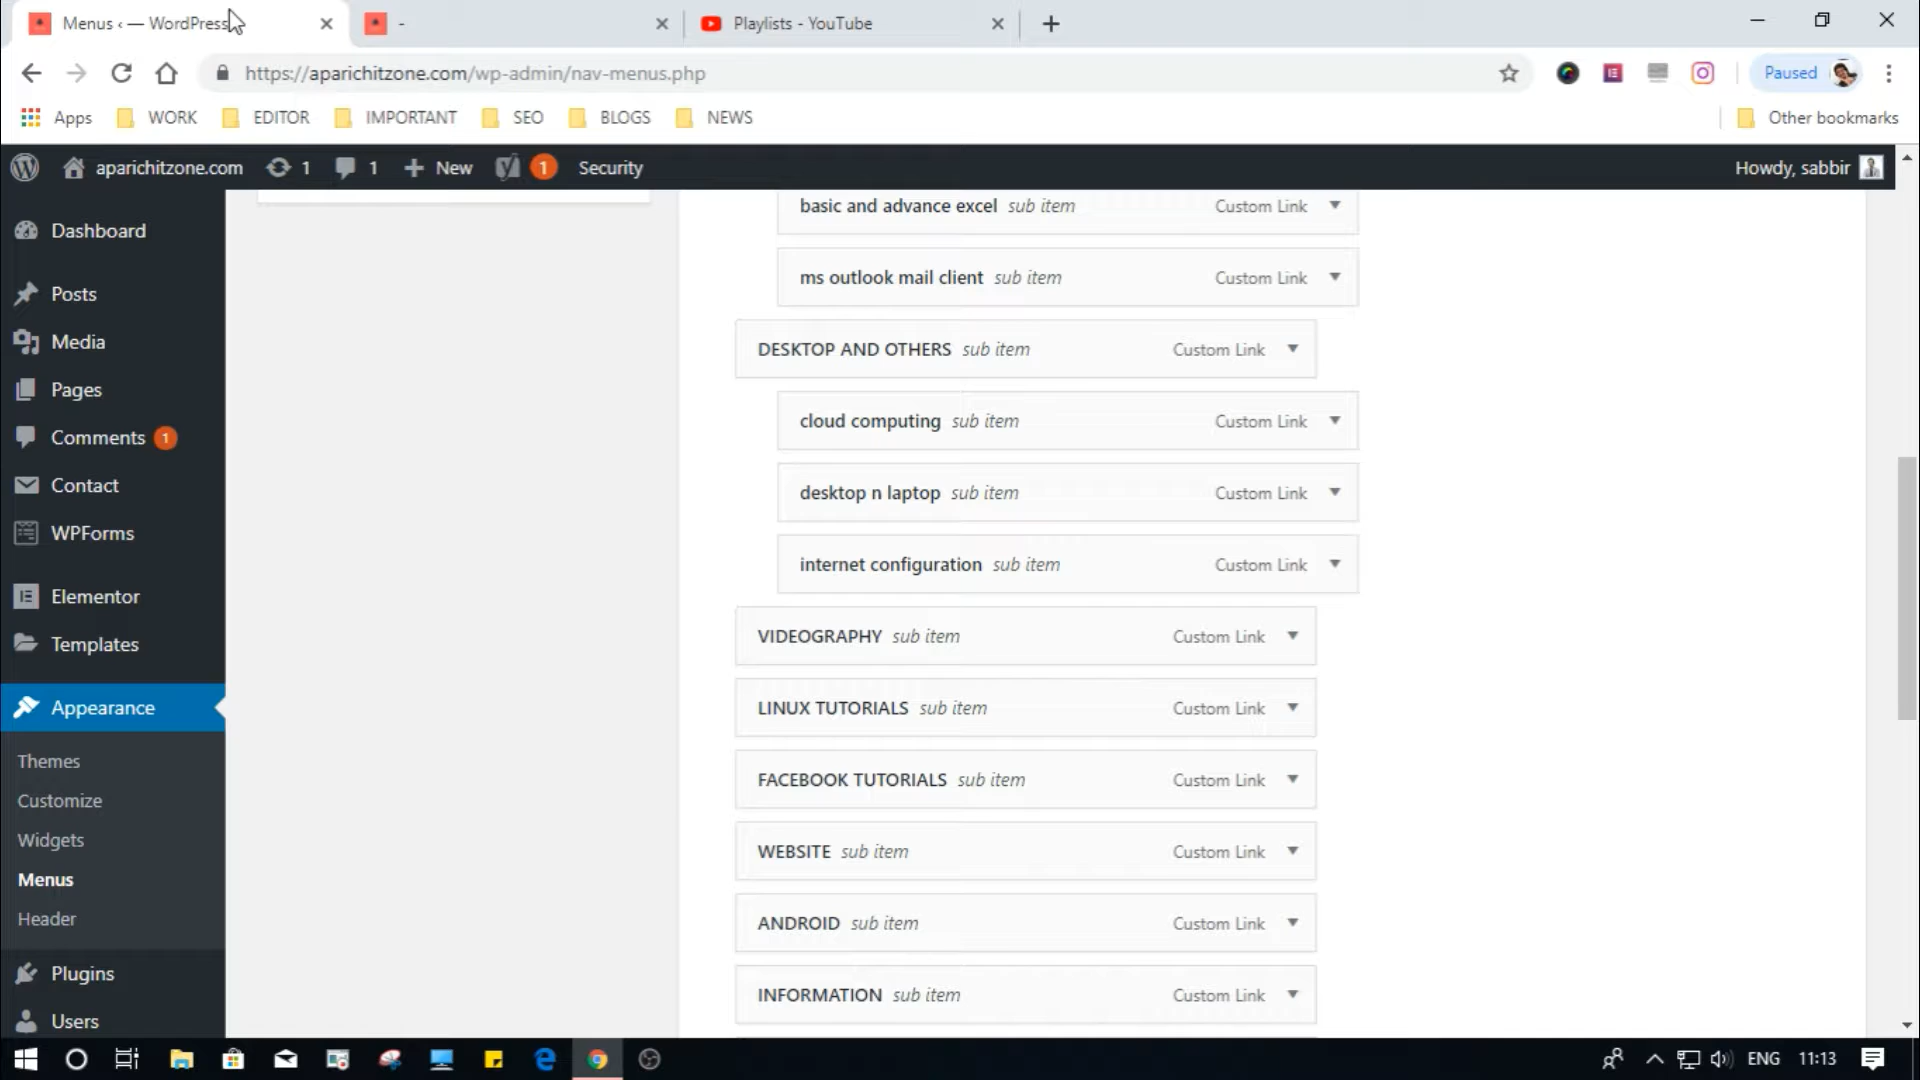 Menus ‹ — WordPress
-
Playlists - YouTube
https://aparichitzone.com/wp-admin/nav-menus.php
Paused
Apps
WORK
EDITOR
IMPORTANT
SEO
BLOGS
NEWS
Other bookmarks
aparichitzone.com
1
1
New
1
Security
Howdy, sabbir
Dashboard
Posts
Media
Pages
Comments 1
Contact
WPForms
Elementor
Templates
Appearance
Themes
Customize
Widgets
Menus
Header
Plugins
Users
basic and advance excel sub item Custom Link
ms outlook mail client sub item Custom Link
DESKTOP AND OTHERS sub item Custom Link
cloud computing sub item Custom Link
desktop n laptop sub item Custom Link
internet configuration sub item Custom Link
VIDEOGRAPHY sub item Custom Link
LINUX TUTORIALS sub item Custom Link
FACEBOOK TUTORIALS sub item Custom Link
WEBSITE sub item Custom Link
ANDROID sub item Custom Link
INFORMATION sub item Custom Link
ENG
11:13